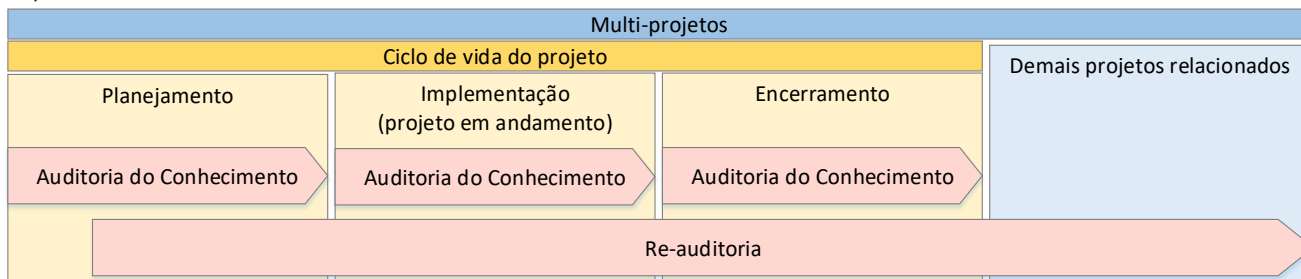 Multi-projetos
Ciclo de vida do projeto
Demais projetos relacionados
Planejamento
Implementação
(projeto em andamento)
Encerramento
Auditoria do Conhecimento
Auditoria do Conhecimento
Auditoria do Conhecimento
Re-auditoria